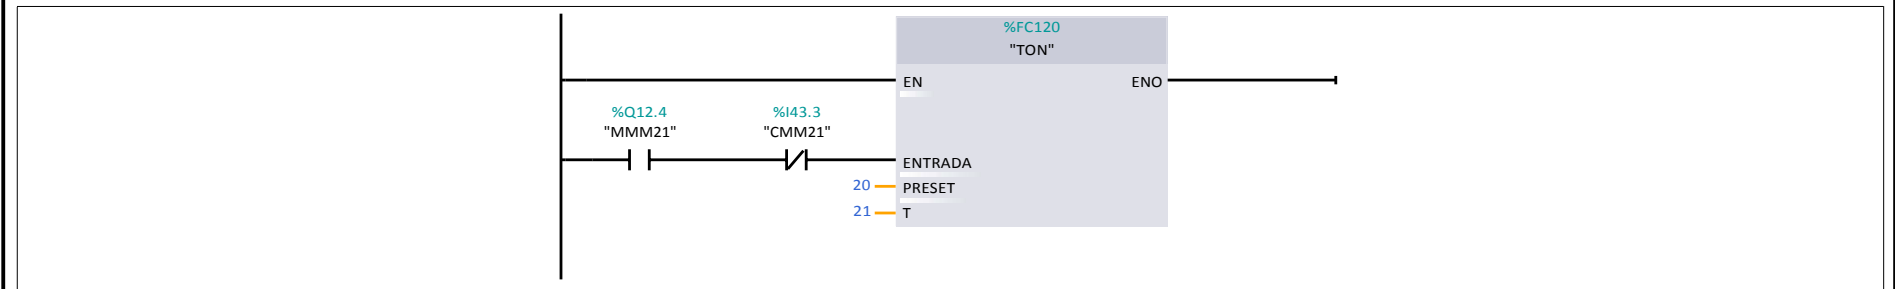 %FC120
"TON"
EN ENO
%Q12.4 %I43.3
"MMM21" "CMM21"
ENTRADA
20 PRESET
21 T